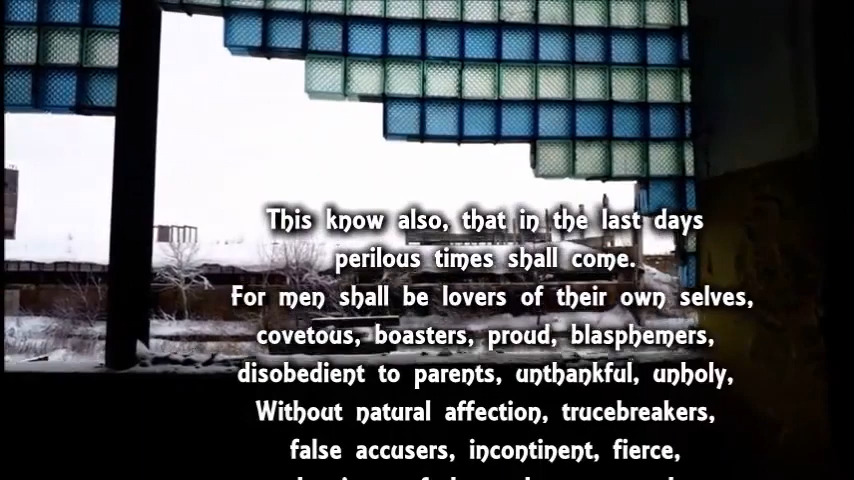 This know also, that in the last days
perilous times shall come.
For men shall be lovers of their own selves,
covetous, boasters, proud, blasphemers,
disobedient to parents, unthankful, unholy,
Without natural affection, trucebreakers,
false accusers, incontinent, fierce,